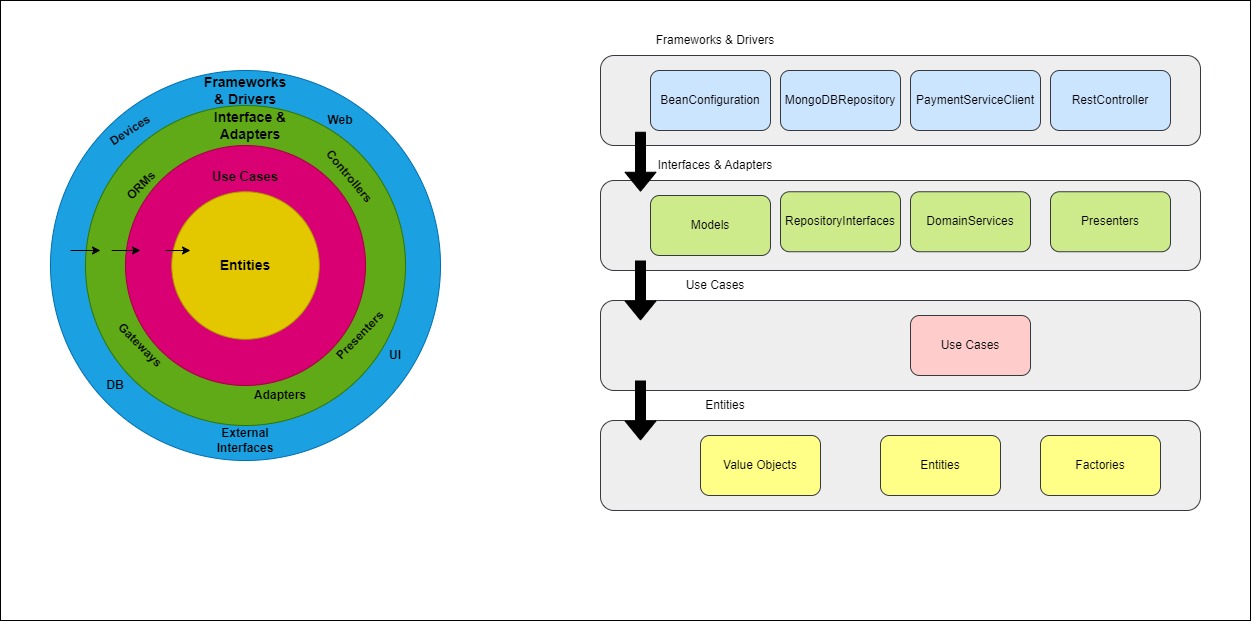 Frameworks
& Drivers
Interface &
Adapters
Devices
Web
ORMs
Controllers
Use Cases
Entities
Gateways
Presenters
DB
UI
Adapters
External
Interfaces
Frameworks & Drivers
BeanConfiguration
MongoDBRepository
PaymentServiceClient
RestController
Interfaces & Adapters
Models
RepositoryInterfaces
DomainServices
Presenters
Use Cases
Use Cases
Entities
Value Objects
Entities
Factories